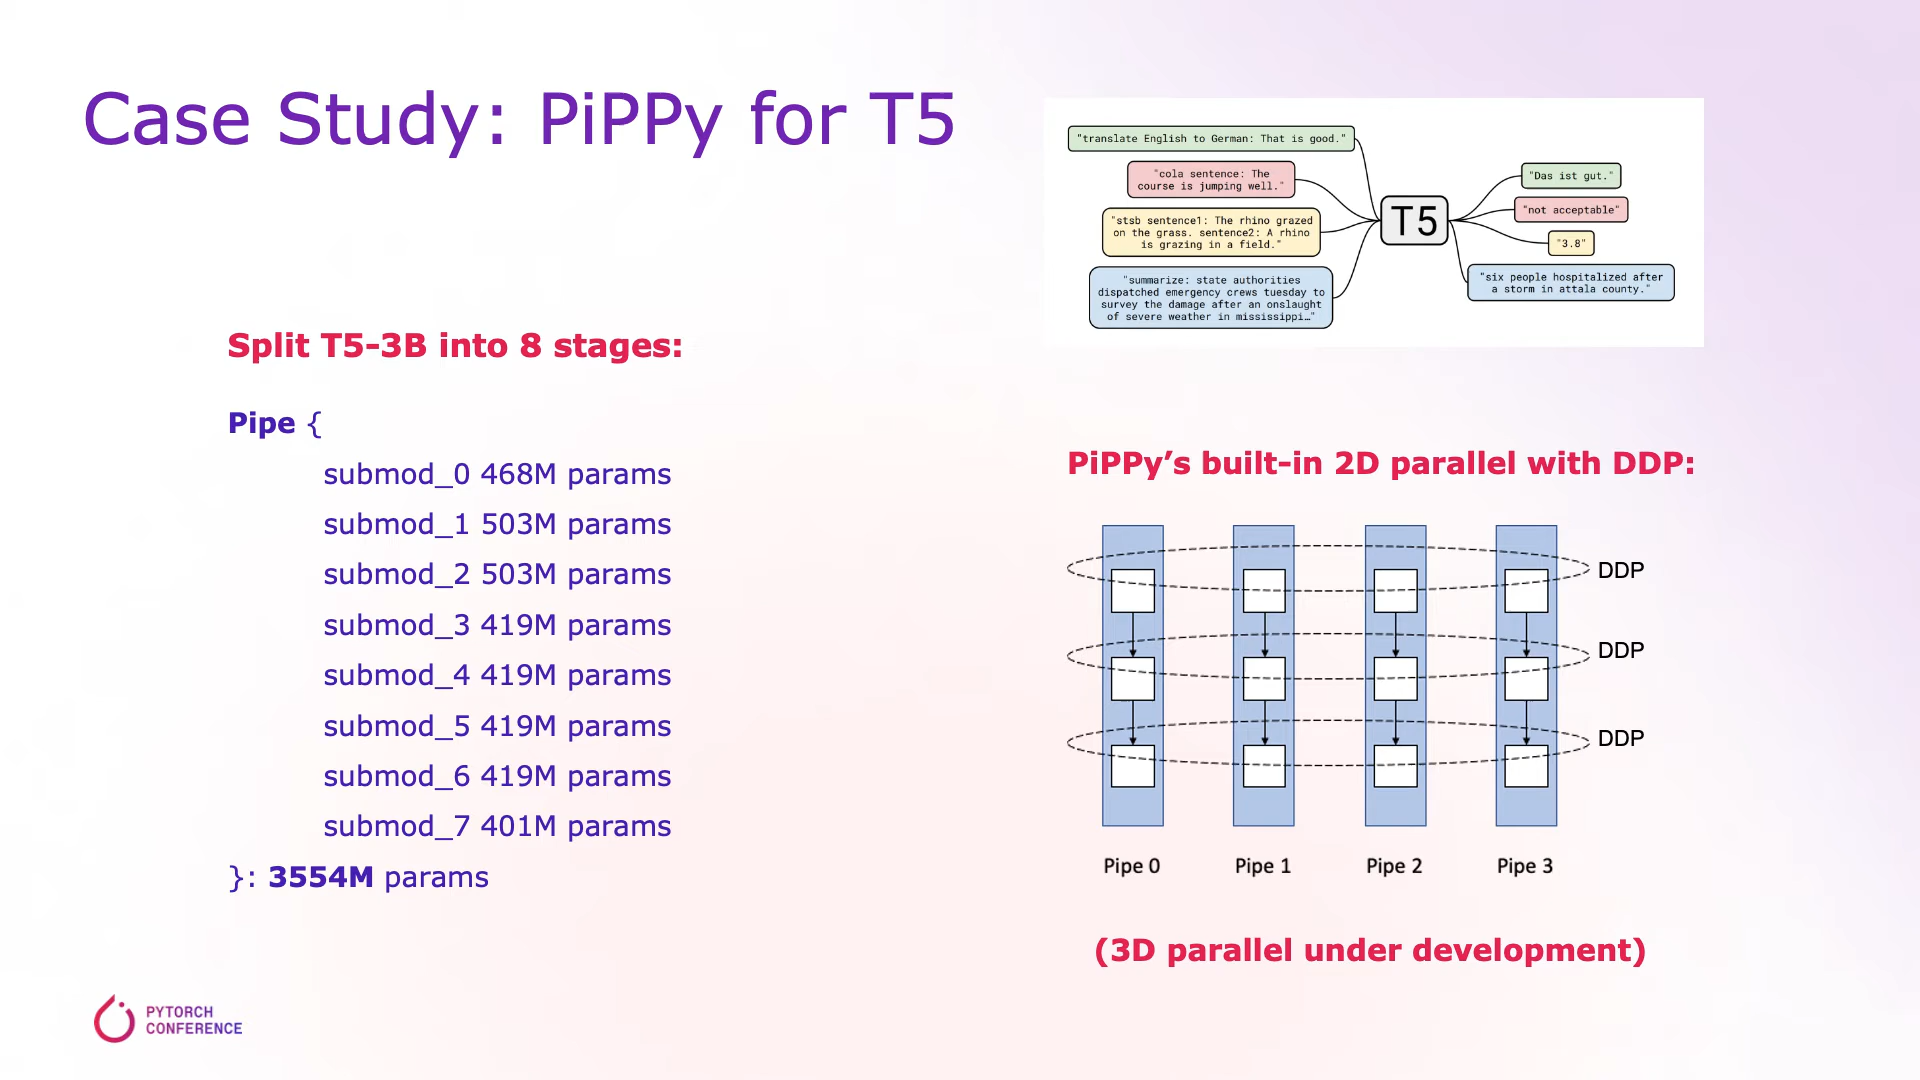 Case Study: PiPPy for T5
"translate English to German: That is good."
"cola sentence: The
course is jumping well."
"stsb sentence1: The rhino grazed
on the grass. sentence2: A rhino
is grazing in a field."
"summarize: state authorities
dispatched emergency crews tuesday to
survey the damage after an onslaught
of severe weather in mississippi…"
T5
"Das ist gut."
"not acceptable"
"3.8"
"six people hospitalized after
a storm in attala county."
Split T5-3B into 8 stages:
Pipe {
submod_0 468M params
submod_1 503M params
submod_2 503M params
submod_3 419M params
submod_4 419M params
submod_5 419M params
submod_6 419M params
submod_7 401M params
}: 3554M params
PiPPy’s built-in 2D parallel with DDP:
DDP
DDP
DDP
Pipe 0 Pipe 1 Pipe 2 Pipe 3
(3D parallel under development)
PYTORCH
CONFERENCE